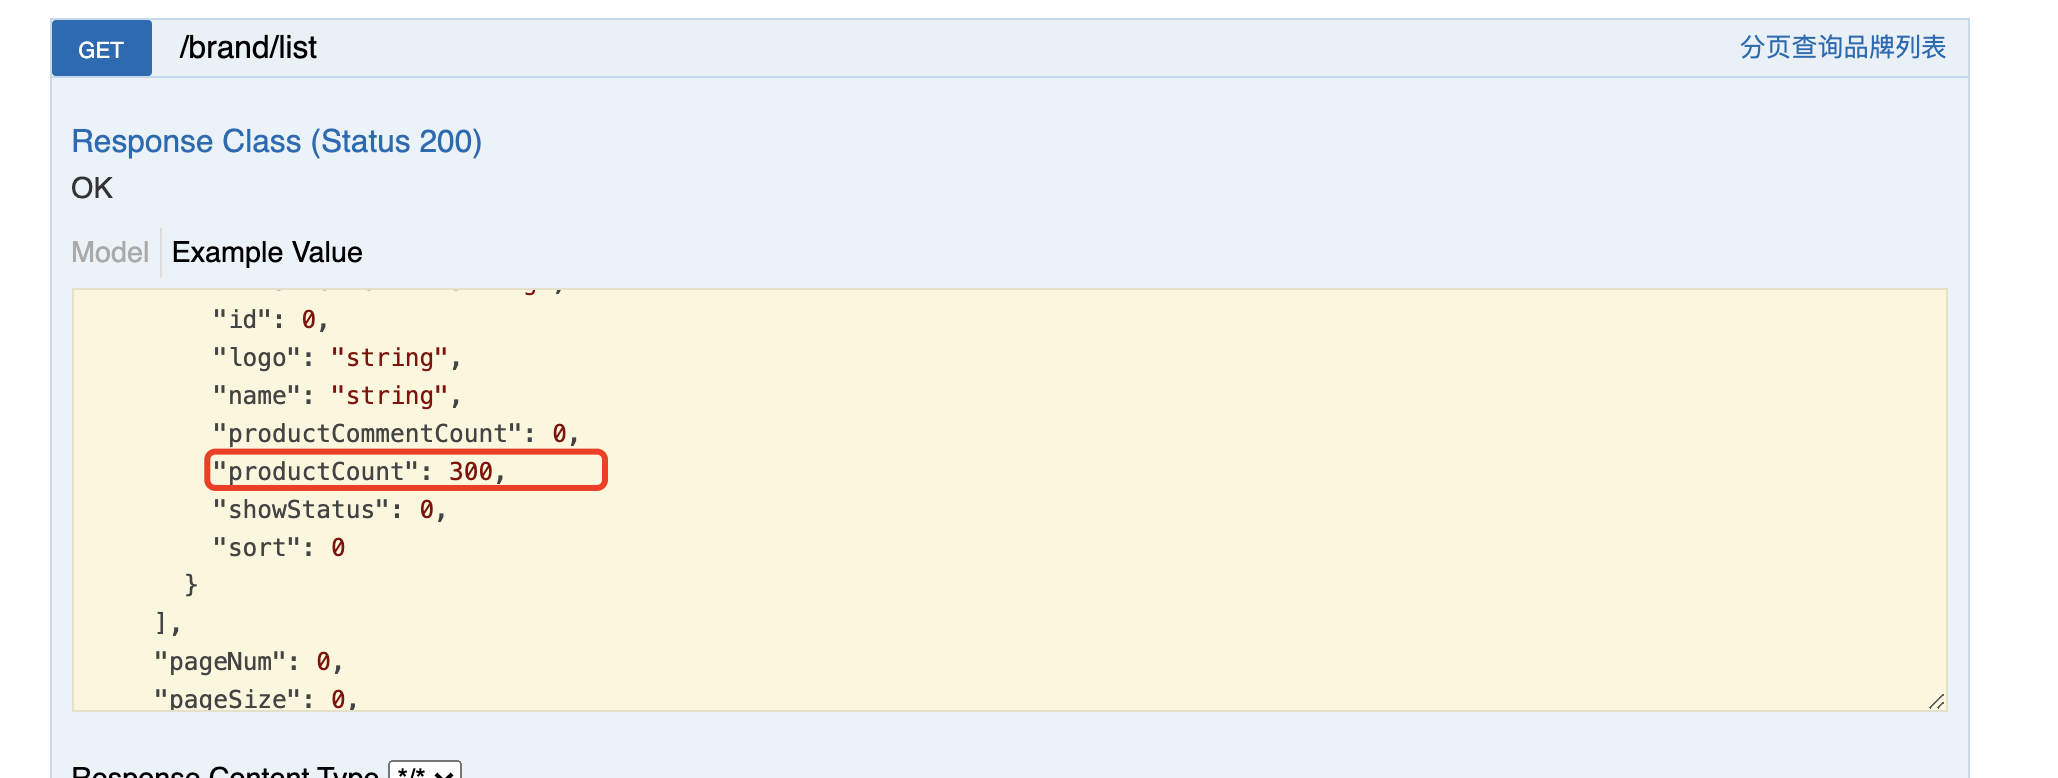 GET /brand/list 分页查询品牌列表
Response Class (Status 200)
OK
Model Example Value
"id": 0,
"logo": "string",
"name": "string",
"productCommentCount": 0,
"productCount": 300,
"showStatus": 0,
"sort": 0
}
],
"pageNum": 0,
"pageSize": 0,
Response Content Type */*